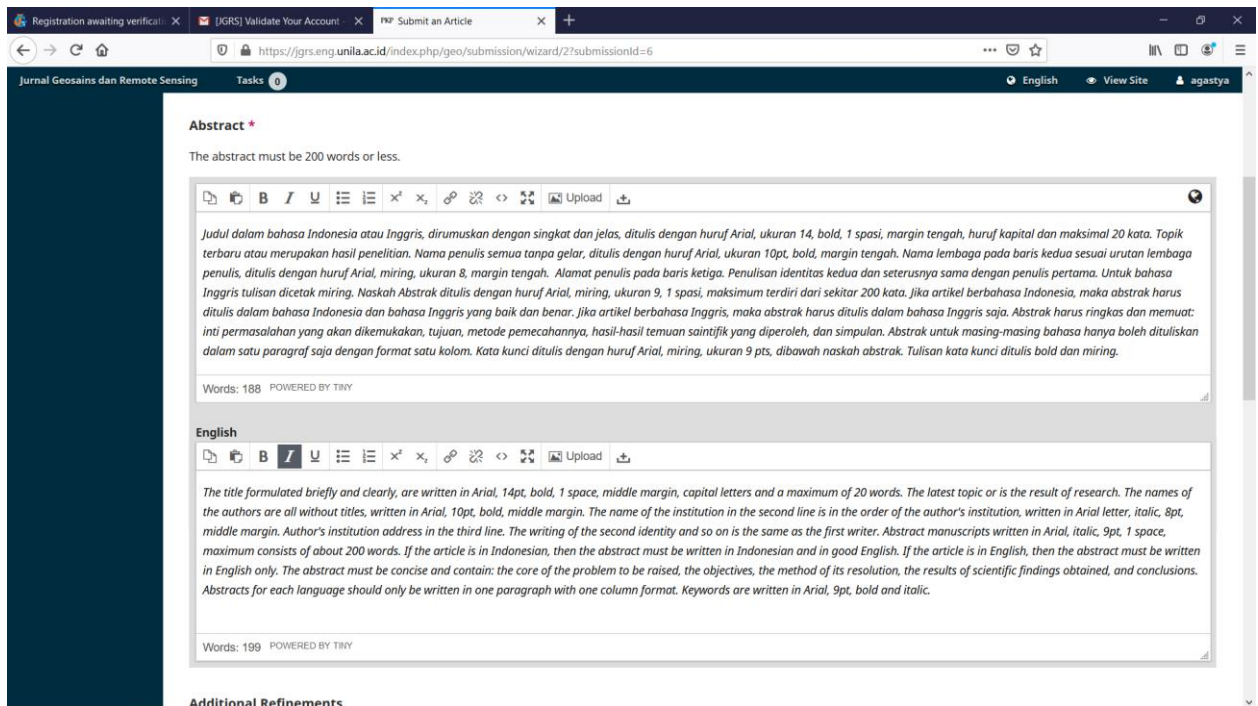 Registration awaiting verificati
[JGRS] Validate Your Account -
PKP Submit an Article
https://jgrs.eng.unila.ac.id/index.php/geo/submission/wizard/2?submissionId=6
Jurnal Geosains dan Remote Sensing Tasks 0 English View Site agastya
Abstract *
The abstract must be 200 words or less.
B I U x² x₂ Upload
Judul dalam bahasa Indonesia atau Inggris, dirumuskan dengan singkat dan jelas, ditulis dengan huruf Arial, ukuran 14, bold, 1 spasi, margin tengah, huruf kapital dan maksimal 20 kata. Topik
terbaru atau merupakan hasil penelitian. Nama penulis semua tanpa gelar, ditulis dengan huruf Arial, ukuran 10pt, bold, margin tengah. Nama lembaga pada baris kedua sesuai urutan lembaga
penulis, ditulis dengan huruf Arial, miring, ukuran 8, margin tengah. Alamat penulis pada baris ketiga. Penulisan identitas kedua dan seterusnya sama dengan penulis pertama. Untuk bahasa
Inggris tulisan dicetak miring. Naskah Abstrak ditulis dengan huruf Arial, miring, ukuran 9, 1 spasi, maksimum terdiri dari sekitar 200 kata. Jika artikel berbahasa Indonesia, maka abstrak harus
ditulis dalam bahasa Indonesia dan bahasa Inggris yang baik dan benar. Jika artikel berbahasa Inggris, maka abstrak harus ditulis dalam bahasa Inggris saja. Abstrak harus ringkas dan memuat:
inti permasalahan yang akan dikemukakan, tujuan, metode pemecahannya, hasil-hasil temuan saintifik yang diperoleh, dan simpulan. Abstrak untuk masing-masing bahasa hanya boleh dituliskan
dalam satu paragraf saja dengan format satu kolom. Kata kunci ditulis dengan huruf Arial, miring, ukuran 9 pts, dibawah naskah abstrak. Tulisan kata kunci ditulis bold dan miring.
Words: 188 POWERED BY TINY
English
B I U x² x₂ Upload
The title formulated briefly and clearly, are written in Arial, 14pt, bold, 1 space, middle margin, capital letters and a maximum of 20 words. The latest topic or is the result of research. The names of
the authors are all without titles, written in Arial, 10pt, bold, middle margin. The name of the institution in the second line is in the order of the author's institution, written in Arial letter, italic, 8pt,
middle margin. Author's institution address in the third line. The writing of the second identity and so on is the same as the first writer. Abstract manuscripts written in Arial, italic, 9pt, 1 space,
maximum consists of about 200 words. If the article is in Indonesian, then the abstract must be written in Indonesian and in good English. If the article is in English, then the abstract must be written
in English only. The abstract must be concise and contain: the core of the problem to be raised, the objectives, the method of its resolution, the results of scientific findings obtained, and conclusions.
Abstracts for each language should only be written in one paragraph with one column format. Keywords are written in Arial, 9pt, bold and italic.
Words: 199 POWERED BY TINY
Additional Refinements